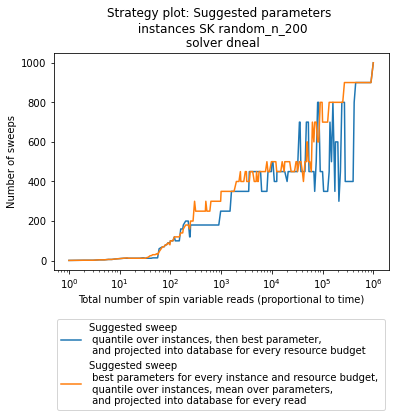 Strategy plot: Suggested parameters
instances SK random_n_200
solver dneal
1000
800
600
400
200
0
Number of sweeps
10^0
10^1
10^2
10^3
10^4
10^5
10^6
Total number of spin variable reads (proportional to time)
Suggested sweep
quantile over instances, then best parameter,
and projected into database for every resource budget
Suggested sweep
best parameters for every instance and resource budget,
quantile over instances, mean over parameters,
and projected into database for every read